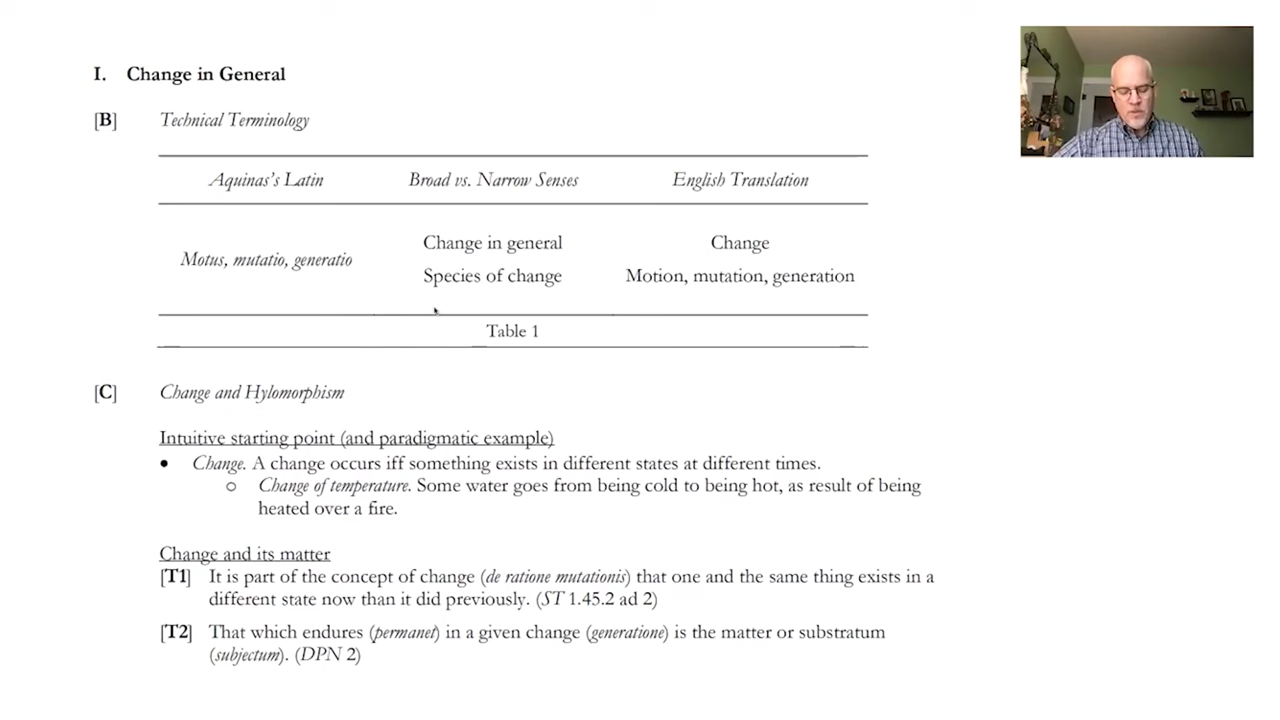 I. Change in General
[B] Technical Terminology
Aquinas's Latin Broad vs. Narrow Senses English Translation
Motus, mutatio, generatio
Change in general Change
Species of change Motion, mutation, generation
Table 1
[C] Change and Hylomorphism
Intuitive starting point (and paradigmatic example)
• Change. A change occurs iff something exists in different states at different times.
○ Change of temperature. Some water goes from being cold to being hot, as result of being
heated over a fire.
Change and its matter
[T1] It is part of the concept of change (de ratione mutationis) that one and the same thing exists in a
different state now than it did previously. (ST 1.45.2 ad 2)
[T2] That which endures (permanet) in a given change (generatione) is the matter or substratum
(subjectum). (DPN 2)